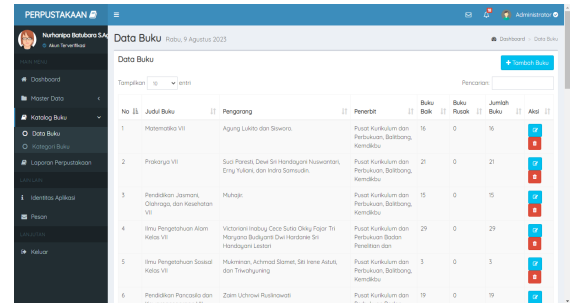 PERPUSTAKAAN
Administrator
Nurhanipa Batubara S.Ag
Akun Terverifikasi
Data Buku Rabu, 9 Agustus 2023
Dashboard > Data Buku
MAIN MENU
Dashboard
Master Data
Katalog Buku
Data Buku
Kategori Buku
Laporan Perpustakaan
Identitas Aplikasi
Pesan
Keluar
Data Buku
+ Tambah Buku
Tampilkan 10 entri
Pencarian:
No Judul Buku Pengarang Penerbit Buku Baik Buku Rusak Jumlah Buku Aksi
1 Matematika VII Agung Lukito dan Sisworo. Pusat Kurikulum dan 16 0 16
Perbukuan, Balitbang,
Kemdikbu
2 Prakarya VII Suci Paresti, Dewi Sri Handayani Nuswantari, Pusat Kurikulum dan 21 0 21
Erny Yuliani, dan Indra Samsudin. Perbukuan, Balitbang,
Kemdikbu
3 Pendidikan Jasmani, Muhajir Pusat Kurikulum dan 15 0 15
Olahraga, dan Kesehatan Perbukuan, Balitbang,
VII Kemdikbu
4 Ilmu Pengetahuan Alam Victoriani Inabuy Cece Sutia Okky Fajar Tri Pusat Kurikulum dan 29 0 29
Kelas VII Maryana Budiyanti Dwi Hardanie Sri Perbukuan Badan
Handayani Lestari Penelitian dan
5 Ilmu Pengetahuan Sosial Mukminan, Achmad Slamet, Siti Irene Astuti, Pusat Kurikulum dan 3 0 3
Kelas VII dan Triwahyuning Perbukuan, Balitbang,
Kemdikbu
6 Pendidikan Pancasila dan Zaim Uchrowi Ruslinawati Pusat Kurikulum dan 19 0 19